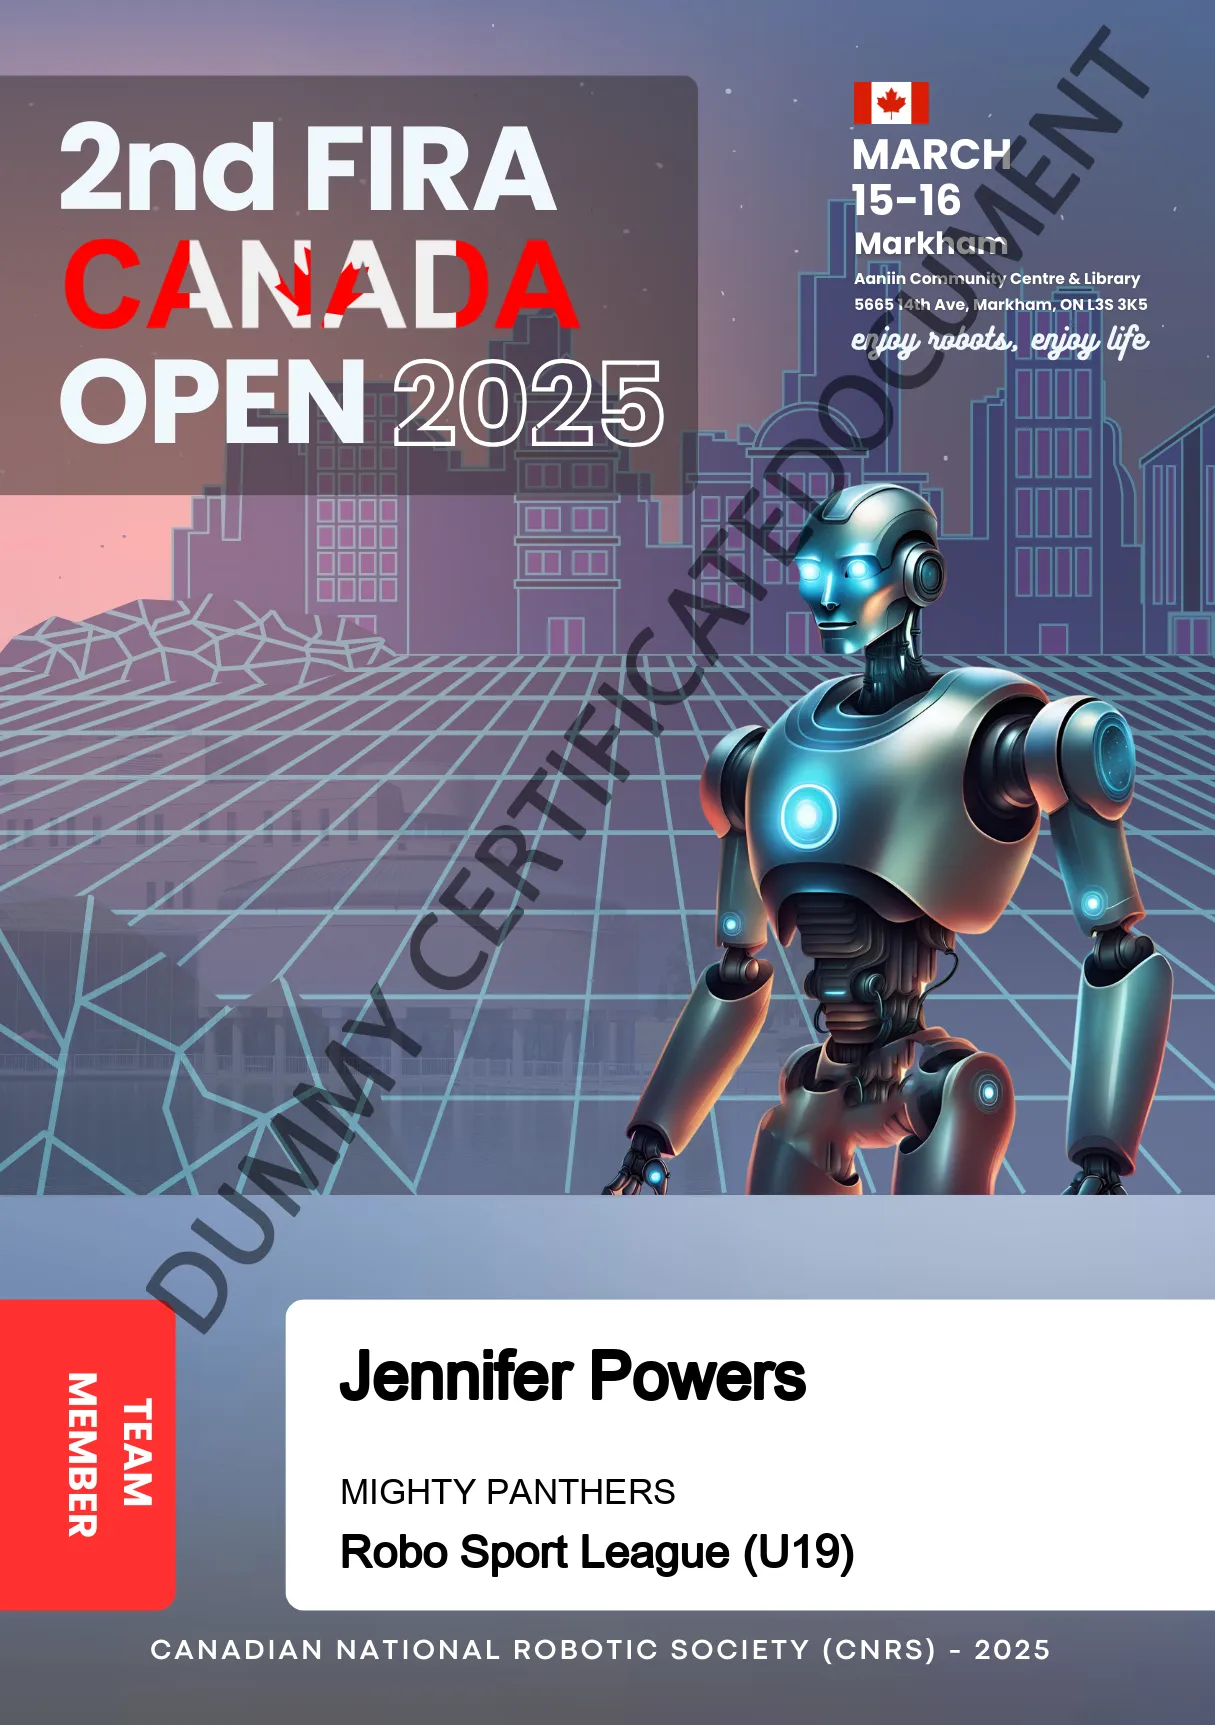 2nd FIRA
CANADA
OPEN 2025
MARCH
15-16
Markham
Aaniin Community Centre & Library
5665 14th Ave, Markham, ON L3S 3K5
enjoy robots, enjoy life
DUMMY CERTIFICATEDOCUMENT
TEAM
MEMBER
Jennifer Powers
MIGHTY PANTHERS
Robo Sport League (U19)
CANADIAN NATIONAL ROBOTIC SOCIETY (CNRS) - 2025